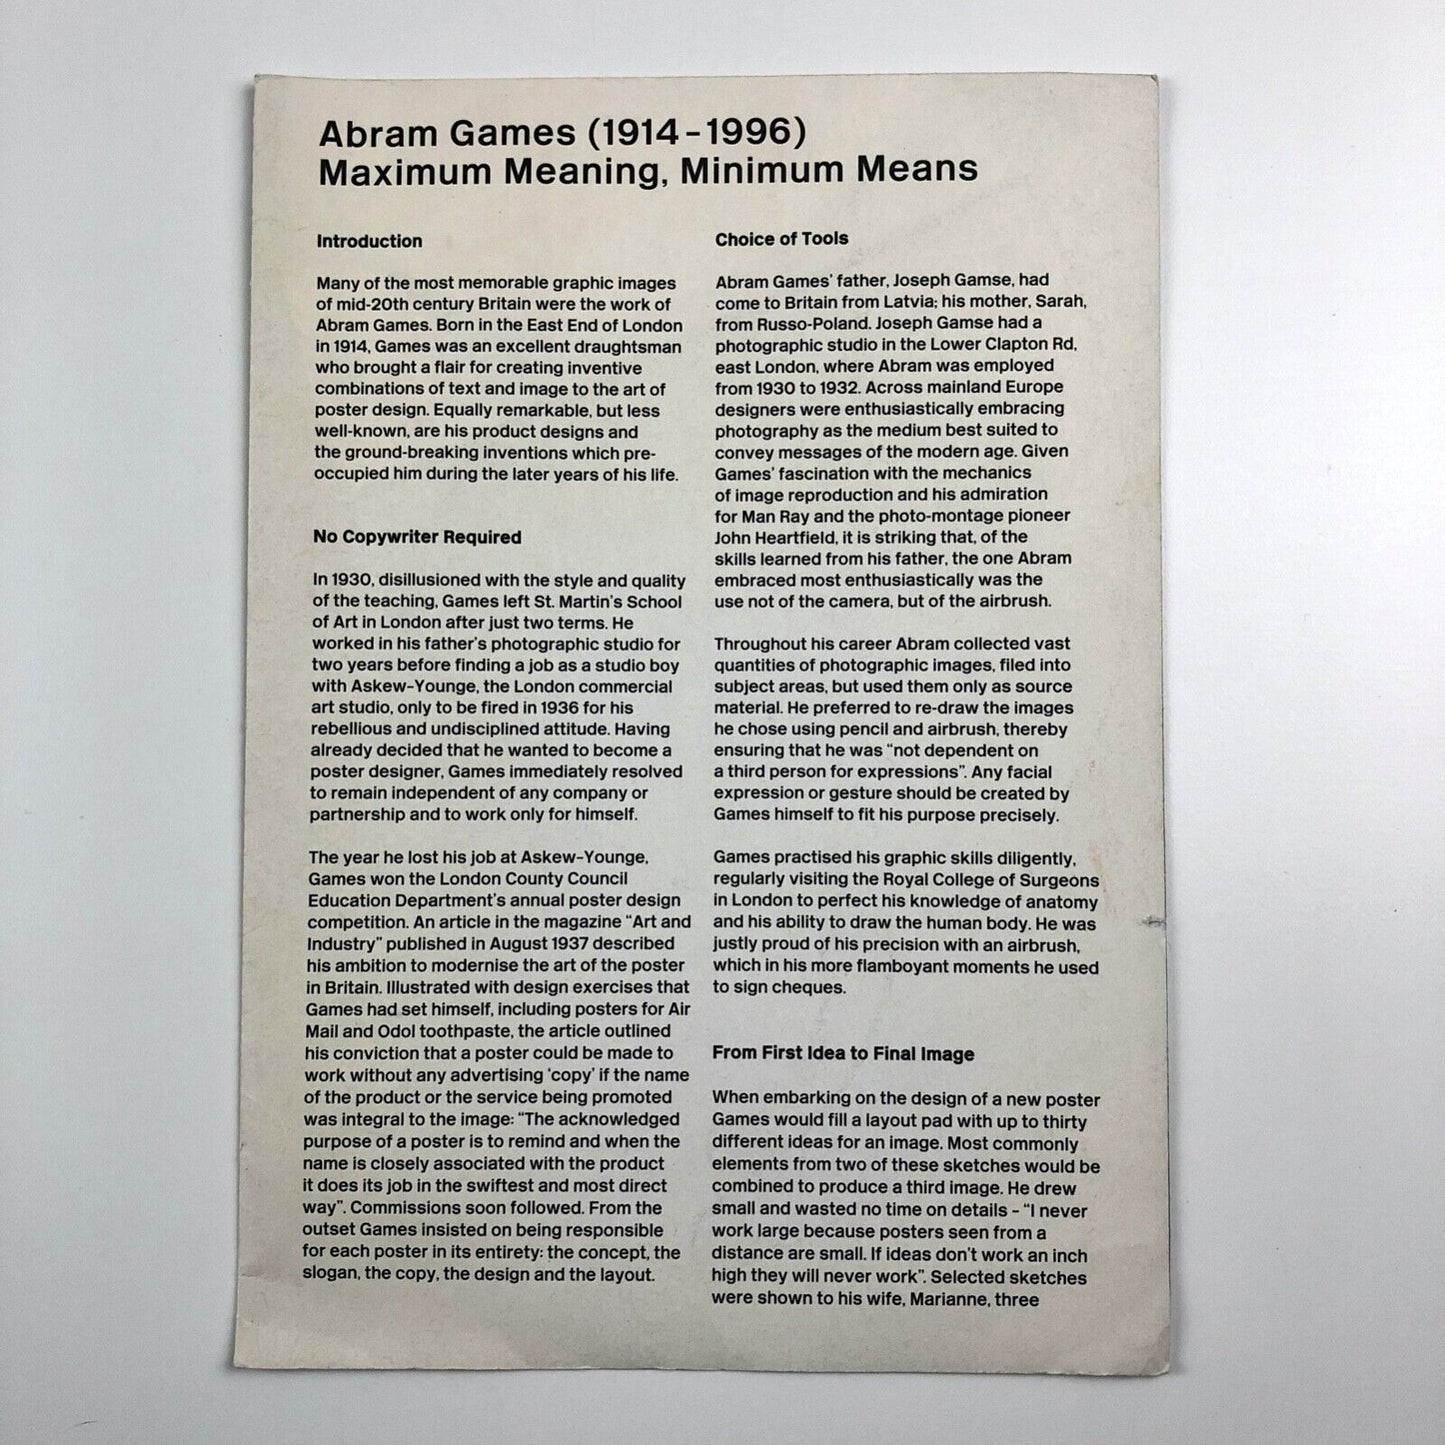 Abram Games (1914–1996)
Maximum Meaning, Minimum Means
Introduction
Many of the most memorable graphic images
of mid-20th century Britain were the work of
Abram Games. Born in the East End of London
in 1914, Games was an excellent draughtsman
who brought a flair for creating inventive
combinations of text and image to the art of
poster design. Equally remarkable, but less
well-known, are his product designs and
the ground-breaking inventions which pre-
occupied him during the later years of his life.
No Copywriter Required
In 1930, disillusioned with the style and quality
of the teaching, Games left St. Martin's School
of Art in London after just two terms. He
worked in his father's photographic studio for
two years before finding a job as a studio boy
with Askew-Younge, the London commercial
art studio, only to be fired in 1936 for his
rebellious and undisciplined attitude. Having
already decided that he wanted to become a
poster designer, Games immediately resolved
to remain independent of any company or
partnership and to work only for himself.
The year he lost his job at Askew-Younge,
Games won the London County Council
Education Department's annual poster design
competition. An article in the magazine “Art and
Industry” published in August 1937 described
his ambition to modernise the art of the poster
in Britain. Illustrated with design exercises that
Games had set himself, including posters for Air
Mail and Odol toothpaste, the article outlined
his conviction that a poster could be made to
work without any advertising ‘copy’ if the name
of the product or the service being promoted
was integral to the image: “The acknowledged
purpose of a poster is to remind and when the
name is closely associated with the product
it does its job in the swiftest and most direct
way”. Commissions soon followed. From the
outset Games insisted on being responsible
for each poster in its entirety: the concept, the
slogan, the copy, the design and the layout.
Choice of Tools
Abram Games' father, Joseph Gamse, had
come to Britain from Latvia; his mother, Sarah,
from Russo-Poland. Joseph Gamse had a
photographic studio in the Lower Clapton Rd,
east London, where Abram was employed
from 1930 to 1932. Across mainland Europe
designers were enthusiastically embracing
photography as the medium best suited to
convey messages of the modern age. Given
Games' fascination with the mechanics
of image reproduction and his admiration
for Man Ray and the photo-montage pioneer
John Heartfield, it is striking that, of the
skills learned from his father, the one Abram
embraced most enthusiastically was the
use not of the camera, but of the airbrush.
Throughout his career Abram collected vast
quantities of photographic images, filed into
subject areas, but used them only as source
material. He preferred to re-draw the images
he chose using pencil and airbrush, thereby
ensuring that he was “not dependent on
a third person for expressions”. Any facial
expression or gesture should be created by
Games himself to fit his purpose precisely.
Games practised his graphic skills diligently,
regularly visiting the Royal College of Surgeons
in London to perfect his knowledge of anatomy
and his ability to draw the human body. He was
justly proud of his precision with an airbrush,
which in his more flamboyant moments he used
to sign cheques.
From First Idea to Final Image
When embarking on the design of a new poster
Games would fill a layout pad with up to thirty
different ideas for an image. Most commonly
elements from two of these sketches would be
combined to produce a third image. He drew
small and wasted no time on details – “I never
work large because posters seen from a
distance are small. If ideas don't work an inch
high they will never work”. Selected sketches
were shown to his wife, Marianne, three